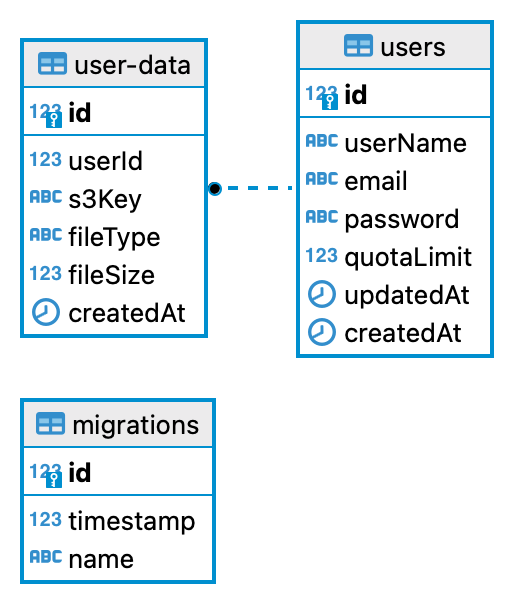 user-data
123 id
123 userId
ABC s3Key
ABC fileType
123 fileSize
createdAt
users
123 id
ABC userName
ABC email
ABC password
123 quotaLimit
updatedAt
createdAt
migrations
123 id
123 timestamp
ABC name